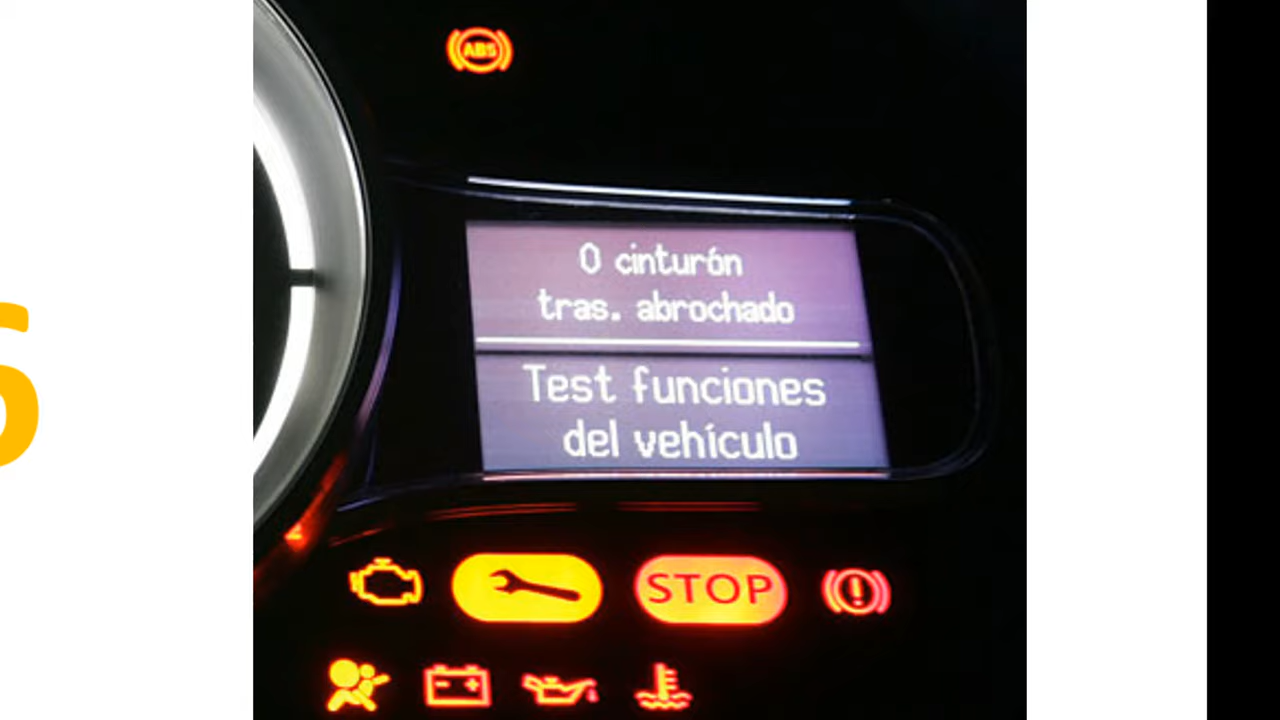 ABS
0 cinturón
tras. abrochado
Test funciones
del vehículo
STOP